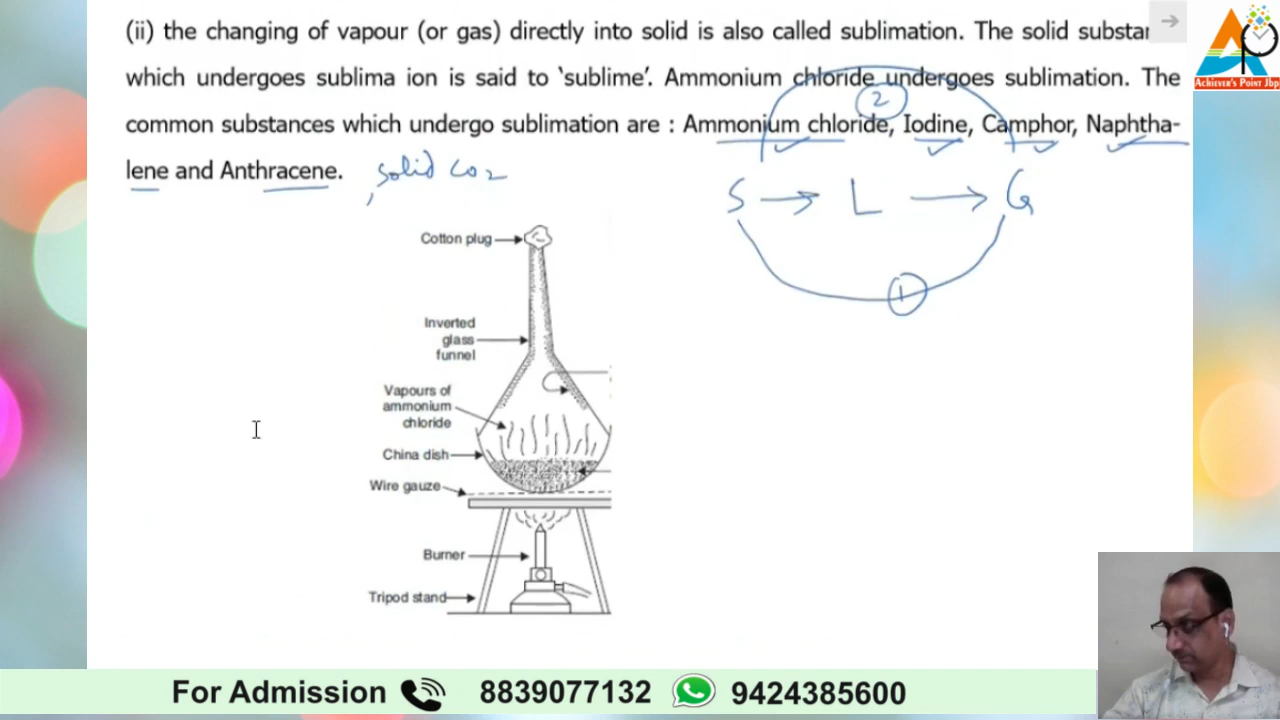 (ii) the changing of vapour (or gas) directly into solid is also called sublimation. The solid substan
which undergoes sublima ion is said to ‘sublime’. Ammonium chloride undergoes sublimation. The
common substances which undergo sublimation are : Ammonium chloride, Iodine, Camphor, Naphtha-
lene and Anthracene. , solid CO2
S → L → G
2
1
Cotton plug
Inverted
glass
funnel
Vapours of
ammonium
chloride
China dish
Wire gauze
Burner
Tripod stand
ACHIEVER'S POINT Jbp
For Admission 8839077132 9424385600